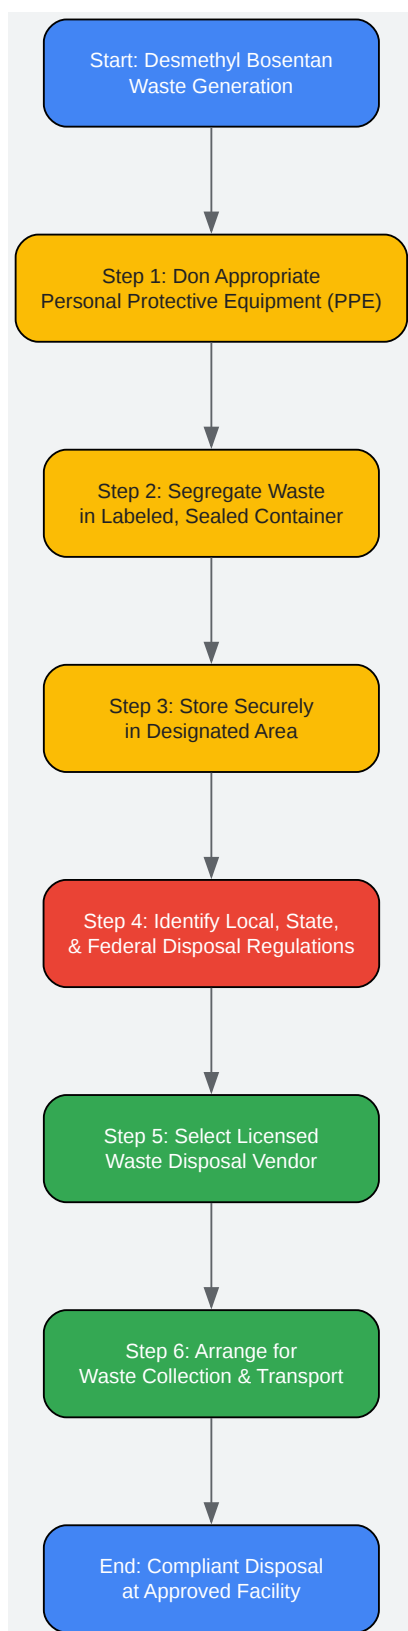 Start: Desmethyl Bosentan
Waste Generation
Step 1: Don Appropriate
Personal Protective Equipment (PPE)
Step 2: Segregate Waste
in Labeled, Sealed Container
Step 3: Store Securely
in Designated Area
Step 4: Identify Local, State,
& Federal Disposal Regulations
Step 5: Select Licensed
Waste Disposal Vendor
Step 6: Arrange for
Waste Collection & Transport
End: Compliant Disposal
at Approved Facility